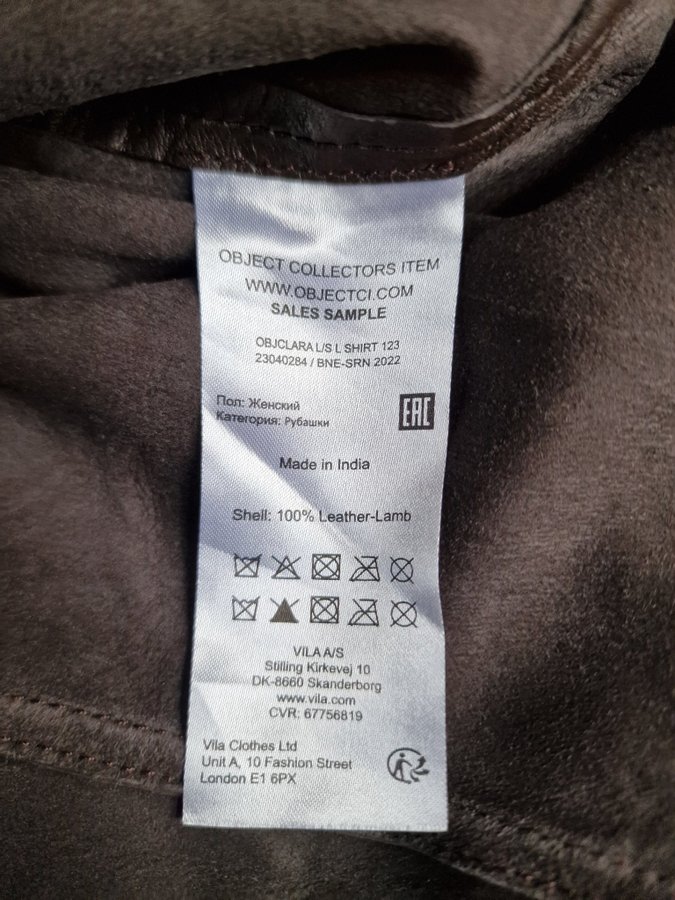 OBJECT COLLECTORS ITEM
WWW.OBJECTCI.COM
SALES SAMPLE
OBJCLARA L/S L SHIRT 123
23040284 / BNE-SRN 2022
Пол: Женский
Категория: Рубашки
EAC
Made in India
Shell: 100% Leather-Lamb
VILA A/S
Stilling Kirkevej 10
DK-8660 Skanderborg
www.vila.com
CVR: 67756819
Vila Clothes Ltd
Unit A, 10 Fashion Street
London E1 6PX